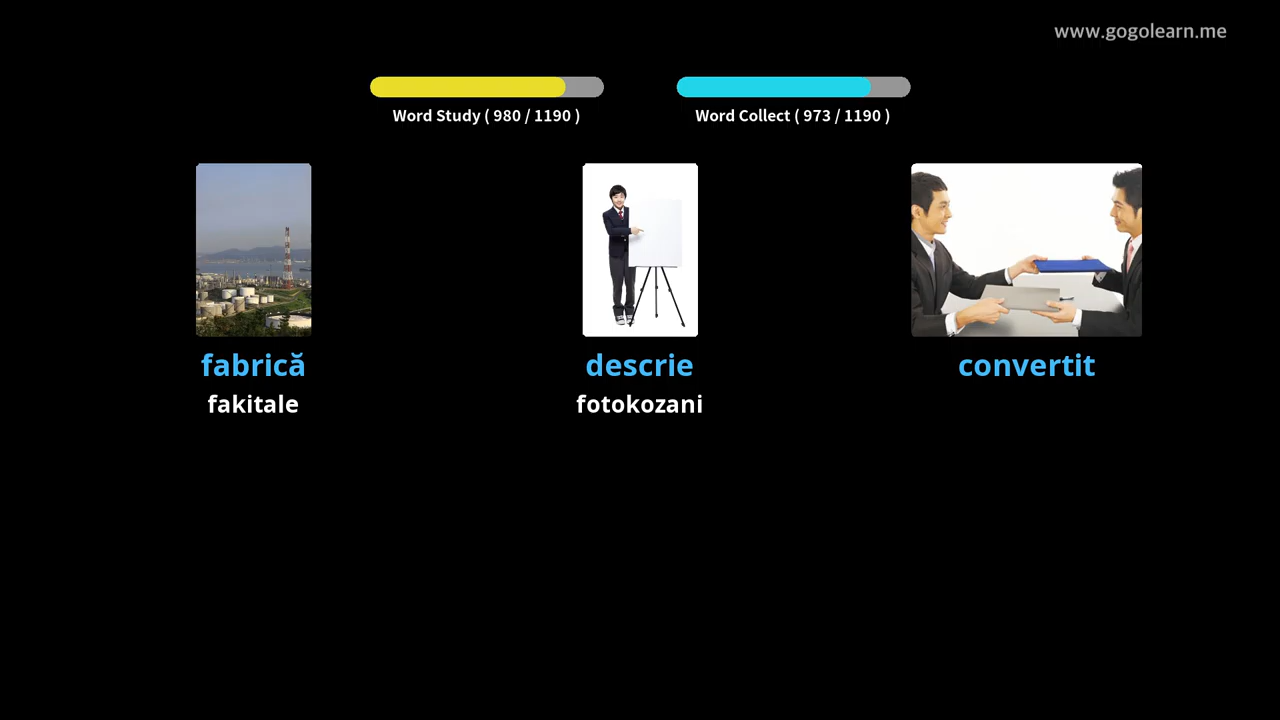 www.gogolearn.me
Word Study ( 980 / 1190 )
Word Collect ( 973 / 1190 )
fabrică
descrie
convertit
fakitale
fotokozani